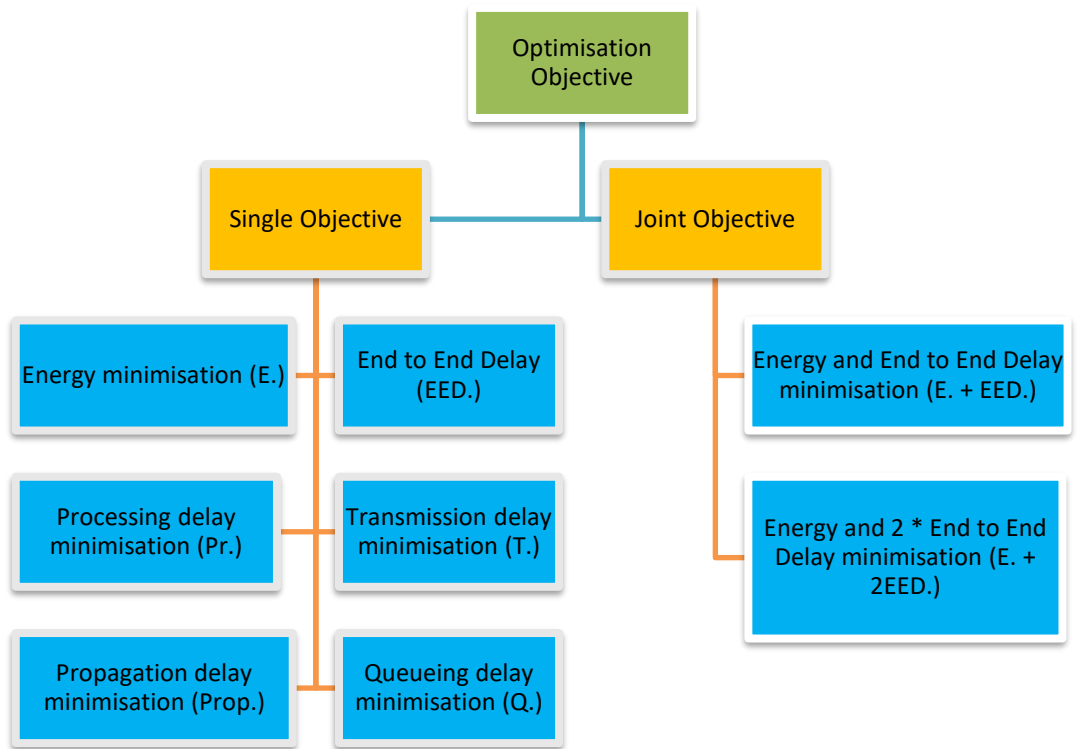 Optimisation
Objective
Single Objective
Joint Objective
Energy minimisation (E.)
End to End Delay
(EED.)
Processing delay
minimisation (Pr.)
Transmission delay
minimisation (T.)
Propagation delay
minimisation (Prop.)
Queueing delay
minimisation (Q.)
Energy and End to End Delay
minimisation (E. + EED.)
Energy and 2 * End to End
Delay minimisation (E. +
2EED.)